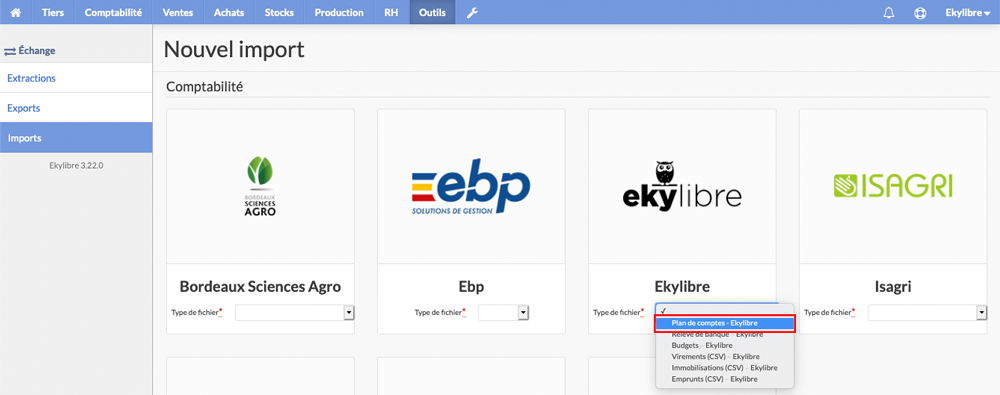 Tiers Comptabilité Ventes Achats Stocks Production RH Outils Ekylibre
Échange
Extractions
Exports
Imports
Ekylibre 3.22.0
Nouvel import
Comptabilité
BORDEAUX
SCIENCES
AGRO
Bordeaux Sciences Agro
Type de fichier*
ebp
SOLUTIONS DE GESTION
Ebp
Type de fichier*
ekylibre
Ekylibre
Type de fichier*
Plan de comptes - Ekylibre
Relevé de banque - Ekylibre
Budgets - Ekylibre
Virements (CSV) - Ekylibre
Immobilisations (CSV) - Ekylibre
Emprunts (CSV) - Ekylibre
ISAGRI
Isagri
Type de fichier*